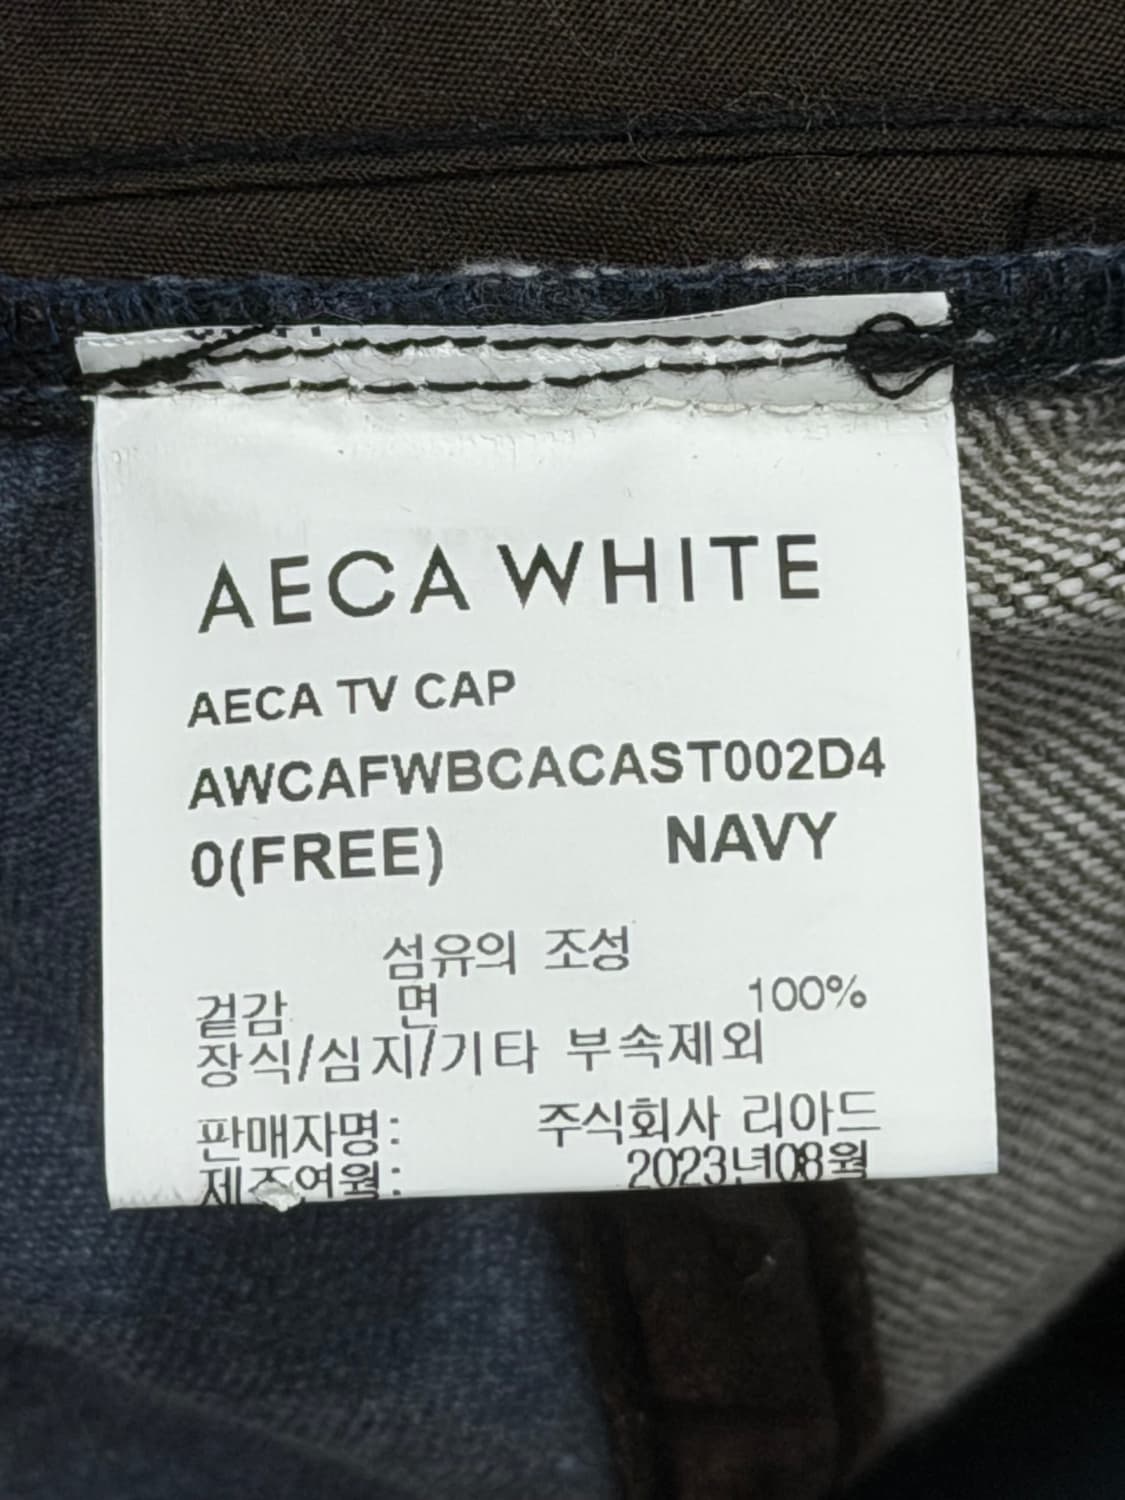 AECA WHITE
AECA TV CAP
AWCAFWBCACAST002D4
0(FREE) NAVY
섬유의 조성
겉감 면 100%
장식/심지/기타 부속제외
판매자명: 주식회사 리아드
제조연월: 2023년08월